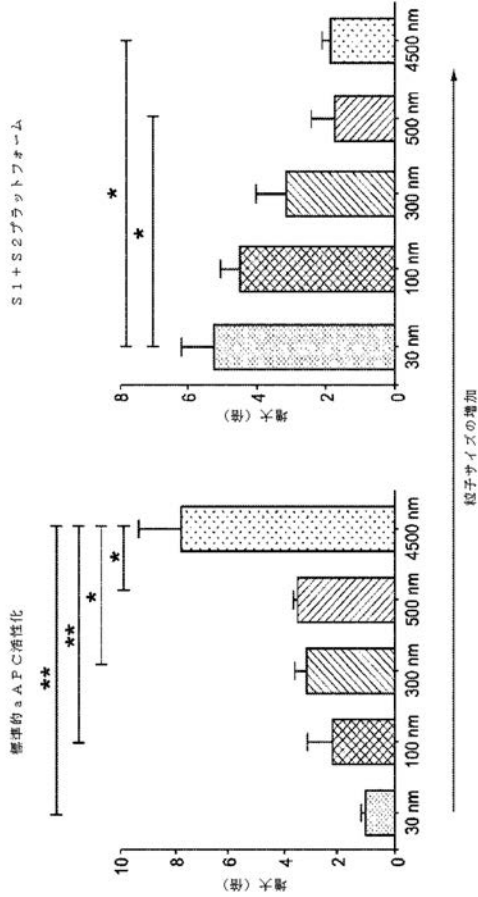 標準的aAPC活性化
**
**
*
*
増大(倍)
10
8
6
4
2
0
30 nm
100 nm
300 nm
500 nm
4500 nm
S1+S2プラットフォーム
*
*
増大(倍)
8
6
4
2
0
30 nm
100 nm
300 nm
500 nm
4500 nm
粒子サイズの増加